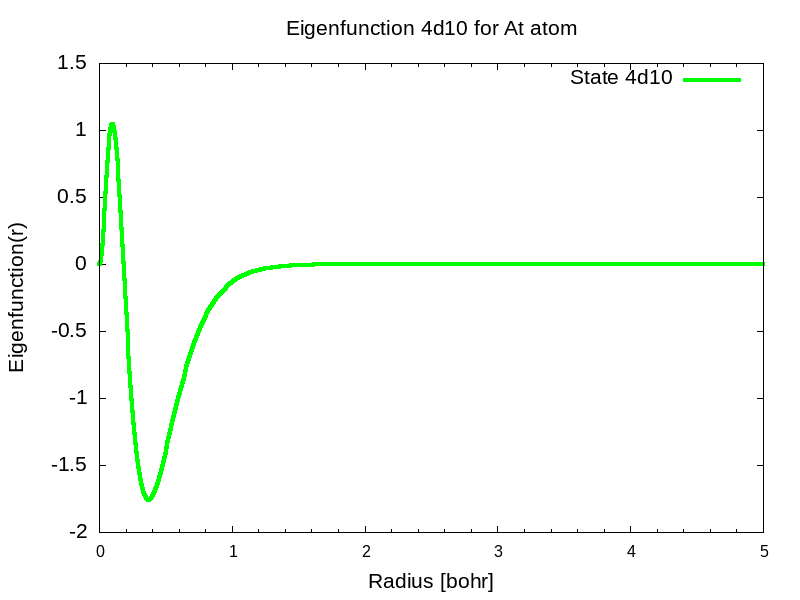 Eigenfunction 4d10 for At atom
State 4d10
1.5
1
0.5
0
-0.5
-1
-1.5
-2
Eigenfunction(r)
0 1 2 3 4 5
Radius [bohr]